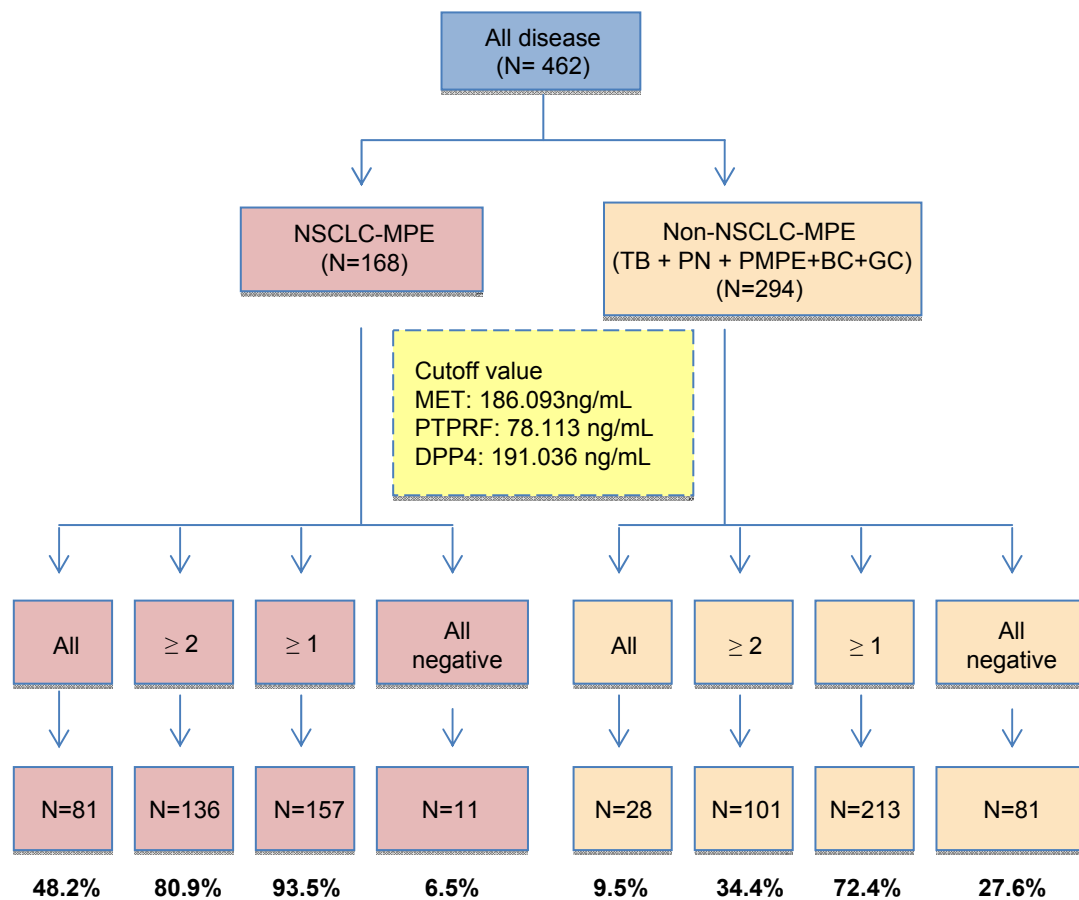 All disease
(N= 462)
NSCLC-MPE
(N=168)
Non-NSCLC-MPE
(TB + PN + PMPE+BC+GC)
(N=294)
Cutoff value
MET: 186.093ng/mL
PTPRF: 78.113 ng/mL
DPP4: 191.036 ng/mL
All
≥ 2
≥ 1
All
negative
All
≥ 2
≥ 1
All
negative
N=81
N=136
N=157
N=11
N=28
N=101
N=213
N=81
48.2%
80.9%
93.5%
6.5%
9.5%
34.4%
72.4%
27.6%